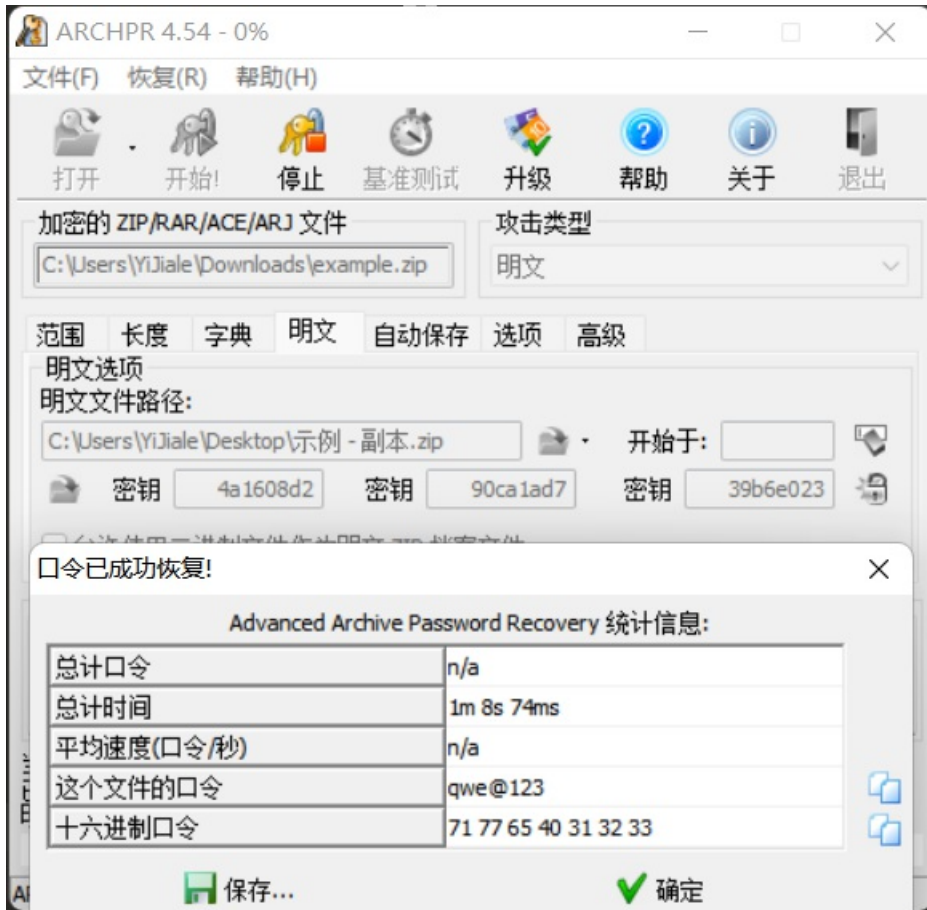 ARCHPR 4.54 - 0%
文件(F) 恢复(R) 帮助(H)
打开 开始! 停止 基准测试 升级 帮助 关于 退出
加密的 ZIP/RAR/ACE/ARJ 文件 攻击类型
C:\Users\YiJiale\Downloads\example.zip 明文
范围 长度 字典 明文 自动保存 选项 高级
明文选项
明文文件路径:
C:\Users\YiJiale\Desktop\示例 - 副本.zip 开始于:
密钥 4a1608d2 密钥 90ca1ad7 密钥 39b6e023
口令已成功恢复!
Advanced Archive Password Recovery 统计信息:
总计口令 n/a
总计时间 1m 8s 74ms
平均速度(口令/秒) n/a
这个文件的口令 qwe@123
十六进制口令 71 77 65 40 31 32 33
保存... 确定